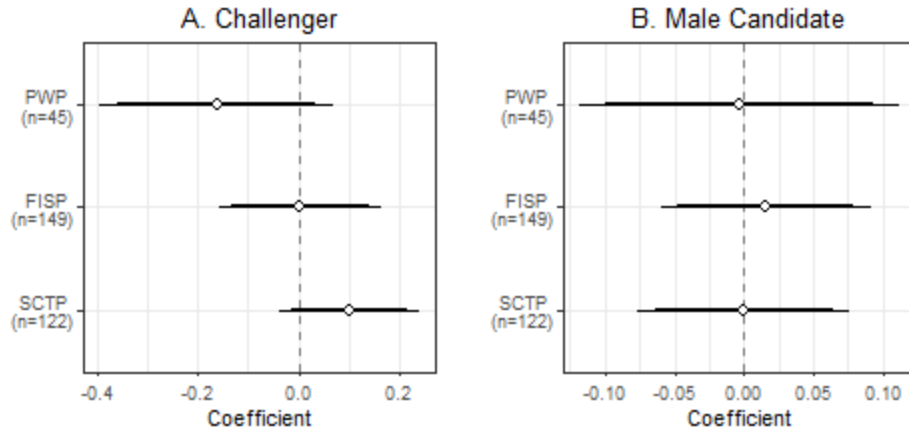 A. Challenger
PWP
(n=45)
FISP
(n=149)
SCTP
(n=122)
-0.4
-0.2
0.0
0.2
Coefficient
B. Male Candidate
PWP
(n=45)
FISP
(n=149)
SCTP
(n=122)
-0.10
-0.05
0.00
0.05
0.10
Coefficient